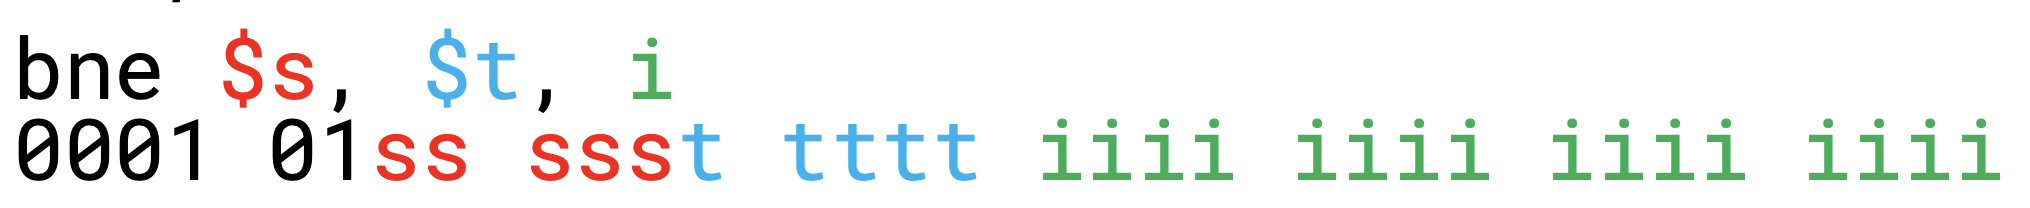 bne $s, $t, i
0001 01ss ssst tttt iiii iiii iiii iiii